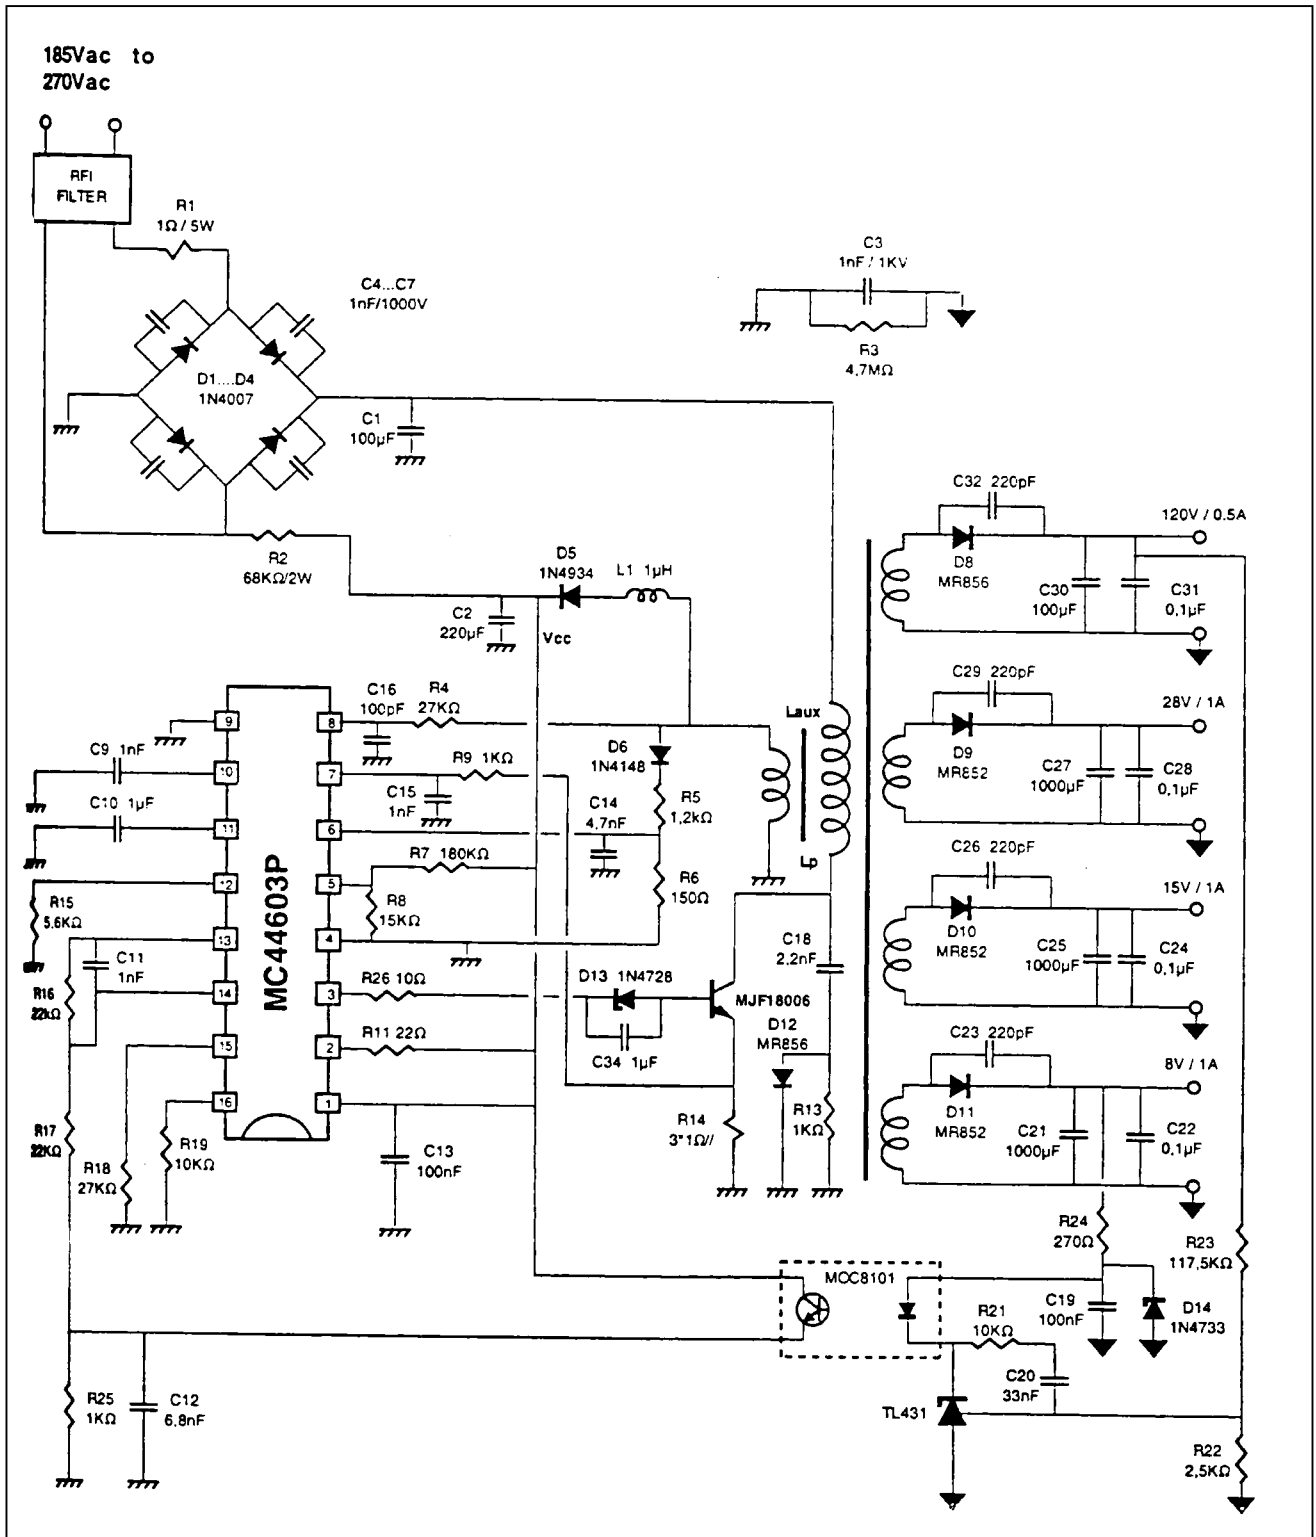 185Vac to
270Vac
RFI
FILTER
R1
1Ω / 5W
C3
1nF / 1KV
C4...C7
1nF/1000V
R3
4.7MΩ
D1....D4
1N4007
C1
100µF
C32 220pF
120V / 0.5A
R2
68KΩ/2W
D5
1N4934
L1 1µH
D8
MR856
C30
100µF
C31
0,1µF
C2
220µF
Vcc
C29 220pF
28V / 1A
C16
100pF
R4
27KΩ
Laux
9
8
D6
1N4148
D9
MR852
C9 1nF
R9 1KΩ
C27
1000µF
C28
0,1µF
10
7
C15
1nF
C14
4,7nF
R5
1,2kΩ
C10 1µF
11
6
MC44603P
R7 180KΩ
Lp
C26 220pF
15V / 1A
12
5
R6
150Ω
R15
5.6KΩ
R8
15KΩ
D10
MR852
13
4
C11
1nF
C18
2,2nF
C25
1000µF
C24
0,1µF
R16
22kΩ
14
3
R26 10Ω
D13 1N4728
MJF18006
R11 22Ω
15
2
C34 1µF
D12
MR856
C23 220pF
8V / 1A
16
1
D11
MR852
R17
22KΩ
R19
10KΩ
R14
3*1Ω//
R13
1KΩ
C21
1000µF
C22
0,1µF
R18
27KΩ
C13
100nF
R24
270Ω
R23
117,5KΩ
MOC8101
R21
10KΩ
C19
100nF
D14
1N4733
R25
1KΩ
C12
6,8nF
C20
33nF
TL431
R22
2,5KΩ